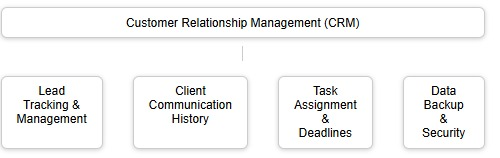 Customer Relationship Management (CRM)
Lead
Tracking &
Management
Client
Communication
History
Task
Assignment
&
Deadlines
Data
Backup
&
Security